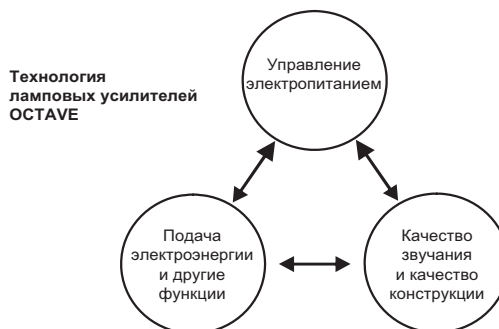 Технология
ламповых усилителей
OCTAVE
Управление
электропитанием
Подача
электроэнергии
и другие
функции
Качество
звучания
и качество
конструкции